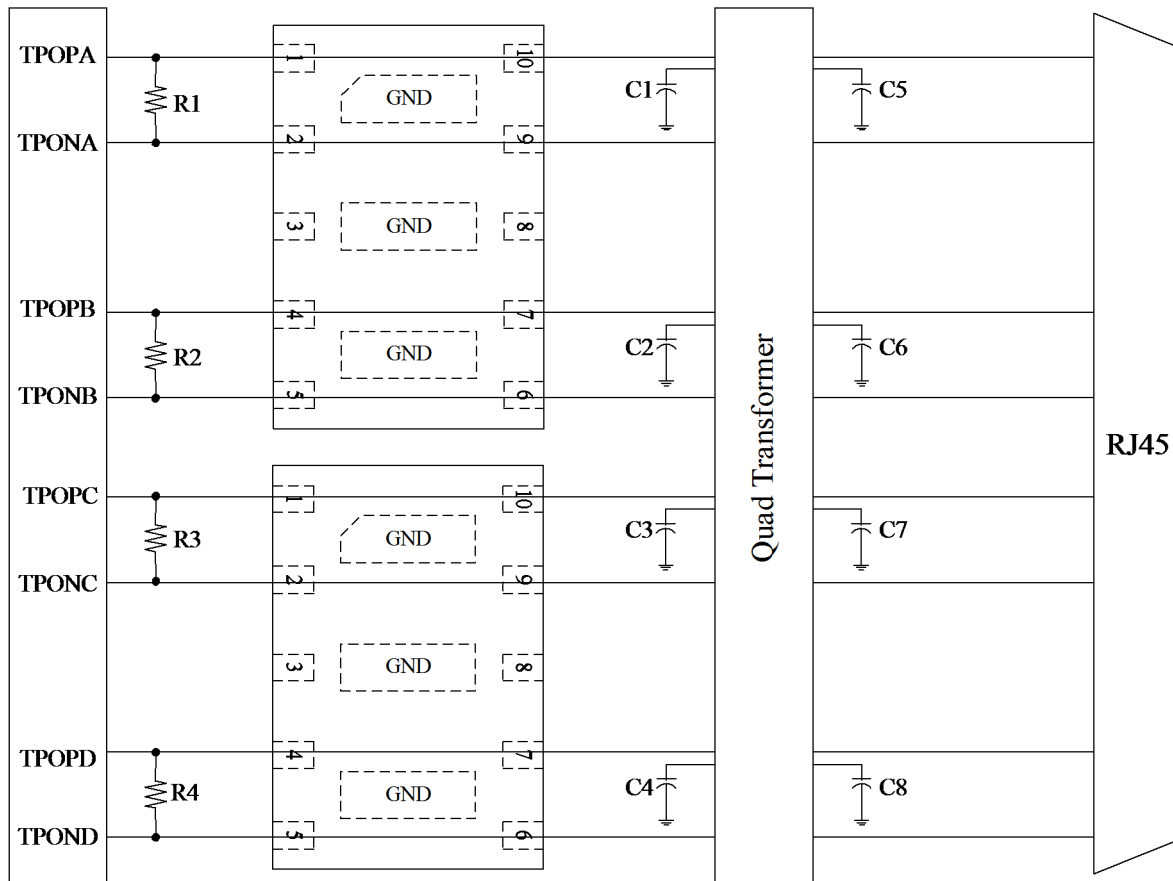 TPOPA
R1
1
10
GND
C1
C5
TPONA
2
9
3
GND
8
TPOPB
4
7
R2
GND
C2
C6
TPONB
5
6
Quad Transformer
RJ45
TPOPC
1
10
R3
GND
C3
C7
TPONC
2
9
3
GND
8
TPOPD
4
7
R4
GND
C4
C8
TPOND
5
6